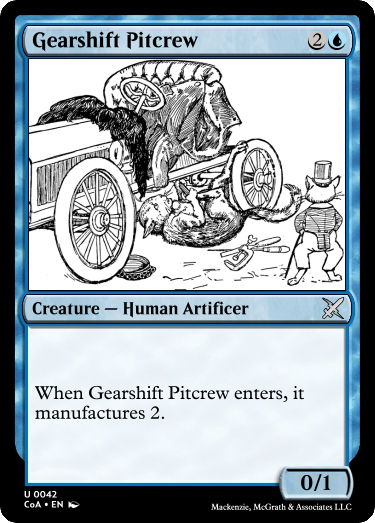 Gearshift Pitcrew 2
Creature — Human Artificer
When Gearshift Pitcrew enters, it
manufactures 2.
0/1
U 0042
CoA • EN
Mackenzie, McGrath & Associates LLC